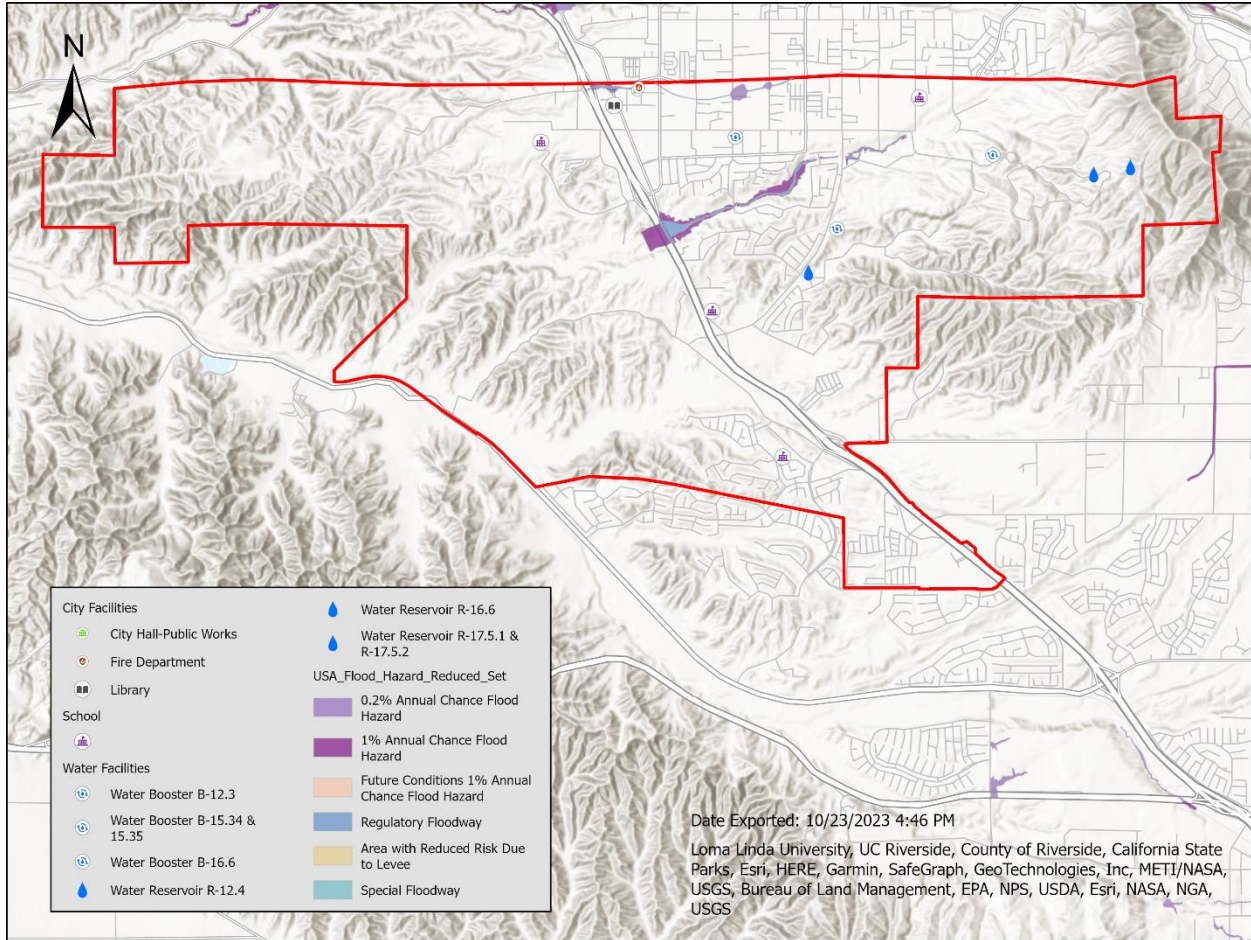 N
City Facilities
City Hall-Public Works
Fire Department
Library
School
Water Facilities
Water Booster B-12.3
Water Booster B-15.34 &
15.35
Water Booster B-16.6
Water Reservoir R-12.4
Water Reservoir R-16.6
Water Reservoir R-17.5.1 &
R-17.5.2
USA_Flood_Hazard_Reduced_Set
0.2% Annual Chance Flood
Hazard
1% Annual Chance Flood
Hazard
Future Conditions 1% Annual
Chance Flood Hazard
Regulatory Floodway
Area with Reduced Risk Due
to Levee
Special Floodway
Date Exported: 10/23/2023 4:46 PM
Loma Linda University, UC Riverside, County of Riverside, California State
Parks, Esri, HERE, Garmin, SafeGraph, GeoTechnologies, Inc, METI/NASA,
USGS, Bureau of Land Management, EPA, NPS, USDA, Esri, NASA, NGA,
USGS